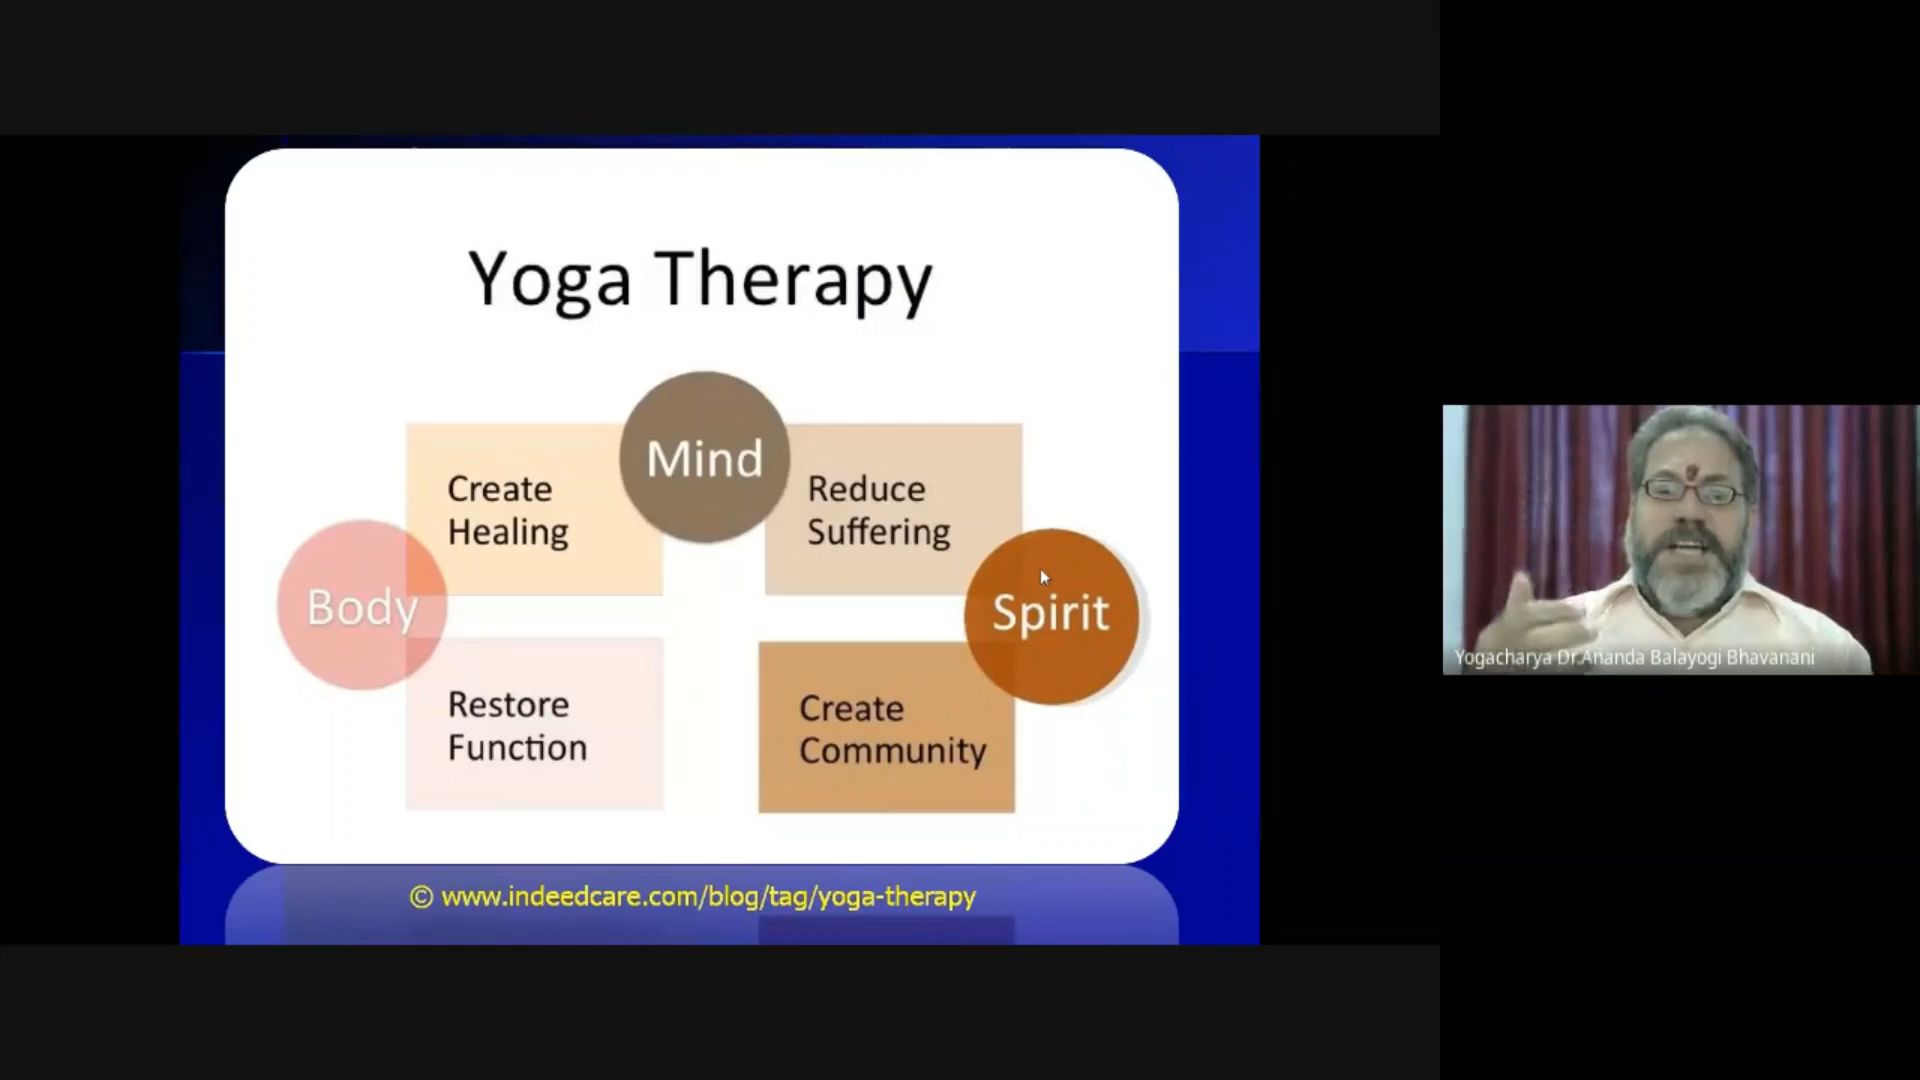 Yoga Therapy
Mind
Create
Healing
Reduce
Suffering
Body
Spirit
Restore
Function
Create
Community
© www.indeedcare.com/blog/tag/yoga-therapy
Yogacharya Dr.Ananda Balayogi Bhavanani